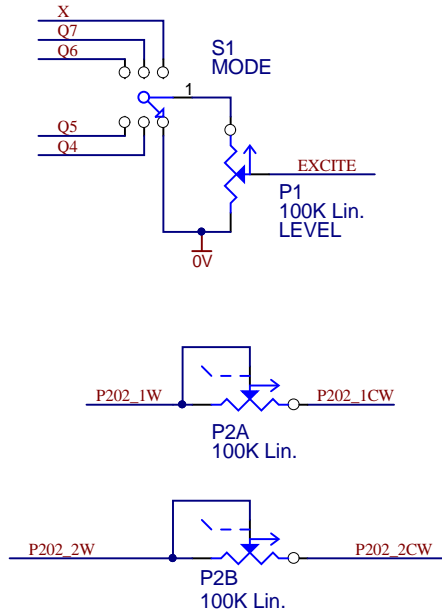 X
Q7
Q6
S1
MODE
1
Q5
Q4
EXCITE
P1
100K Lin.
LEVEL
0V
P202_1W
P202_1CW
P2A
100K Lin.
P202_2W
P202_2CW
P2B
100K Lin.